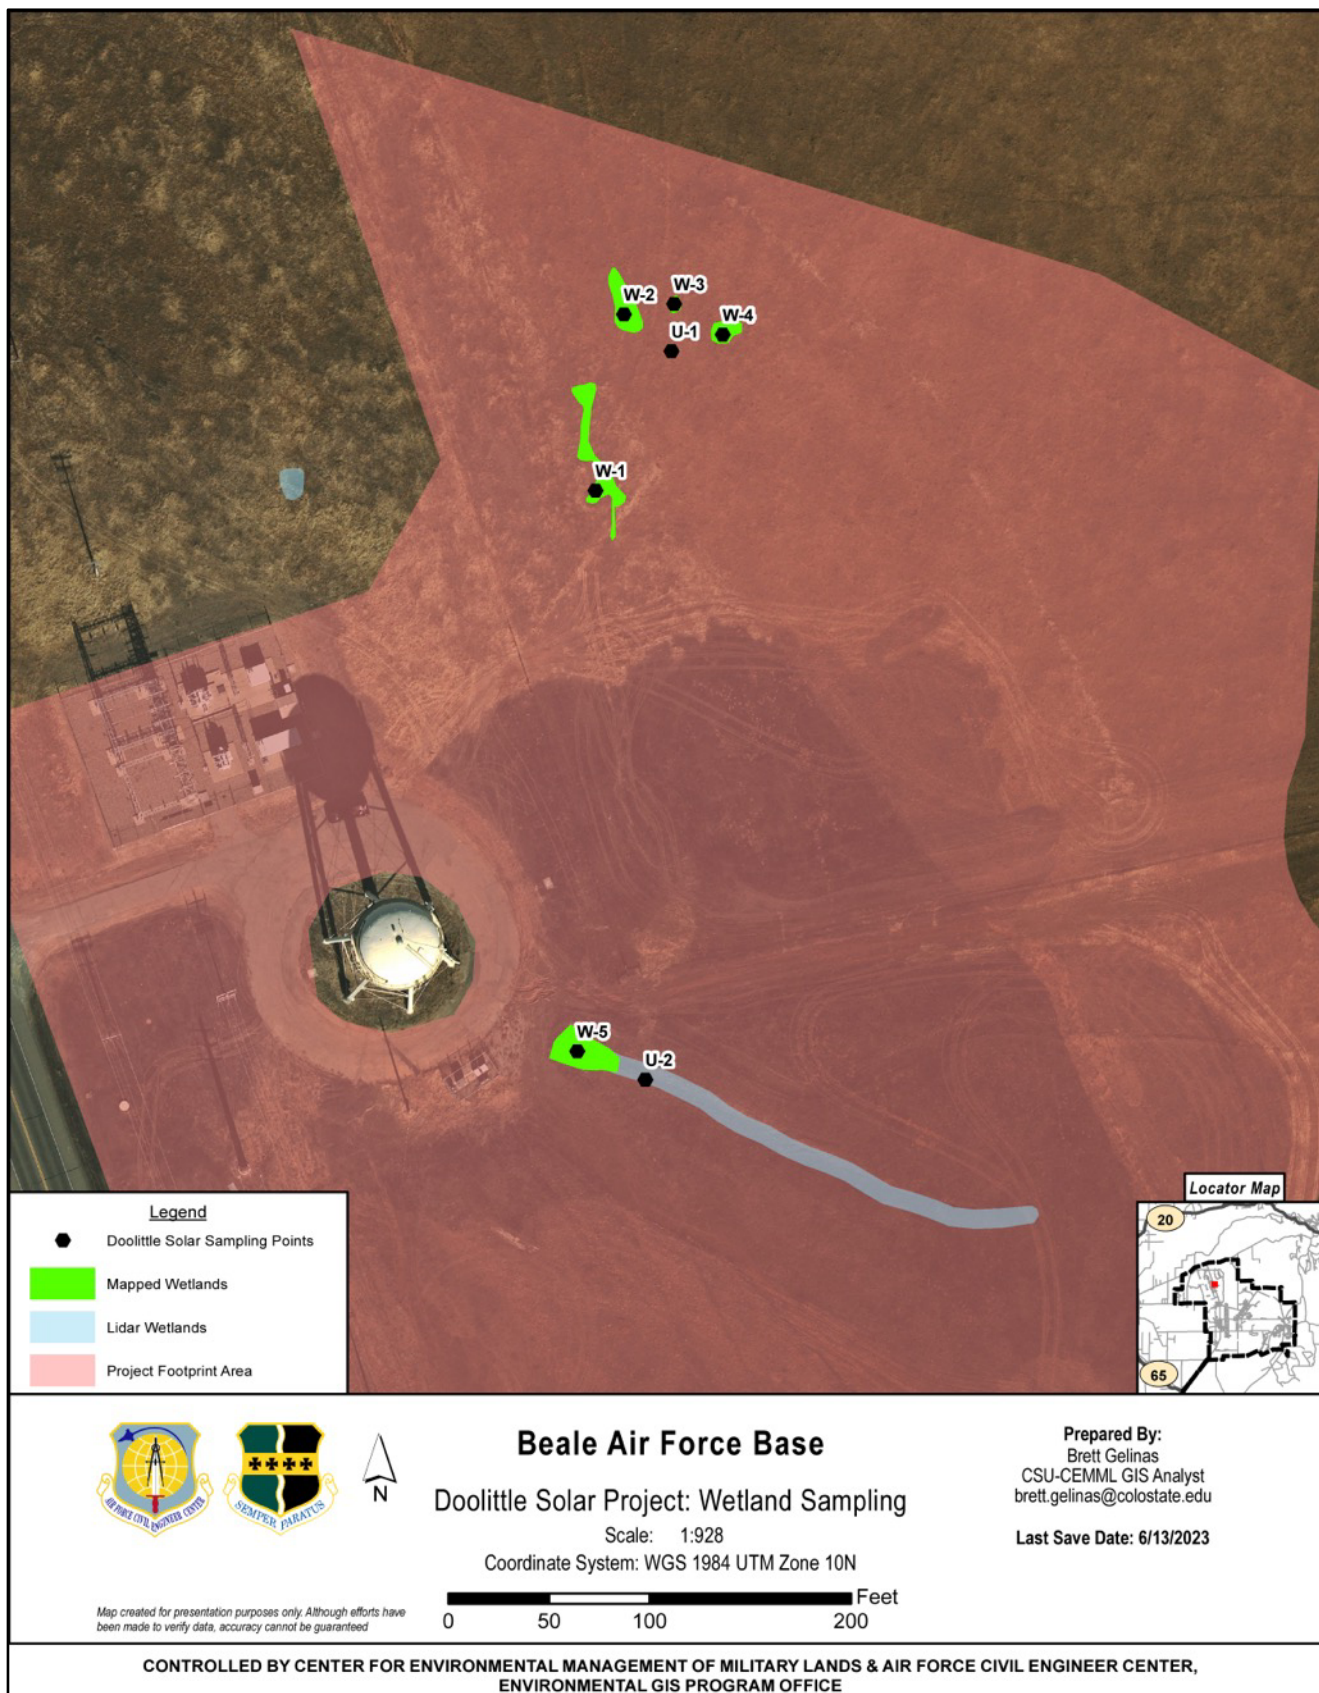 W-2
W-3
W-4
U-1
W-1
W-5
U-2
Legend
Doolittle Solar Sampling Points
Mapped Wetlands
Lidar Wetlands
Project Footprint Area
Locator Map
20
65
AIR FORCE CIVIL ENGINEER CENTER
SEMPER PARATUS
N
Beale Air Force Base
Doolittle Solar Project: Wetland Sampling
Scale: 1:928
Coordinate System: WGS 1984 UTM Zone 10N
Feet
0 50 100 200
Prepared By:
Brett Gelinas
CSU-CEMML GIS Analyst
brett.gelinas@colostate.edu
Last Save Date: 6/13/2023
Map created for presentation purposes only. Although efforts have
been made to verify data, accuracy cannot be guaranteed
CONTROLLED BY CENTER FOR ENVIRONMENTAL MANAGEMENT OF MILITARY LANDS & AIR FORCE CIVIL ENGINEER CENTER,
ENVIRONMENTAL GIS PROGRAM OFFICE